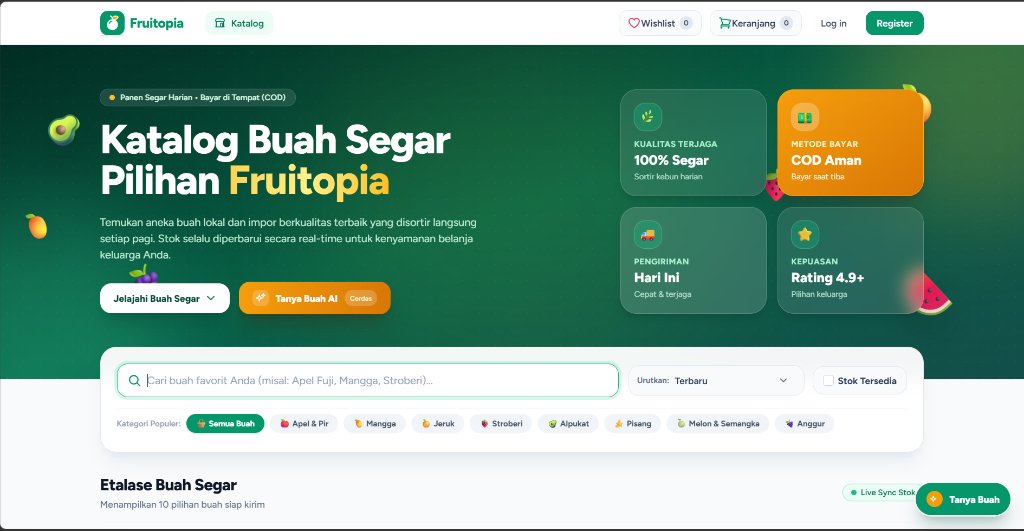 Fruitopia
Katalog
Wishlist 0
Keranjang 0
Log in
Register
Panen Segar Harian • Bayar di Tempat (COD)
Katalog Buah Segar
Pilihan Fruitopia
Temukan aneka buah lokal dan impor berkualitas terbaik yang disortir langsung
setiap pagi. Stok selalu diperbarui secara real-time untuk kenyamanan belanja
keluarga Anda.
Jelajahi Buah Segar
Tanya Buah AI Cerdas
KUALITAS TERJAGA
100% Segar
Sortir kebun harian
METODE BAYAR
COD Aman
Bayar saat tiba
PENGIRIMAN
Hari Ini
Cepat & terjaga
KEPUASAN
Rating 4.9+
Pilihan keluarga
Cari buah favorit Anda (misal: Apel Fuji, Mangga, Stroberi)...
Urutkan: Terbaru
Stok Tersedia
Kategori Populer: Semua Buah Apel & Pir Mangga Jeruk Stroberi Alpukat Pisang Melon & Semangka Anggur
Etalase Buah Segar
Menampilkan 10 pilihan buah siap kirim
Live Sync Stok
Tanya Buah